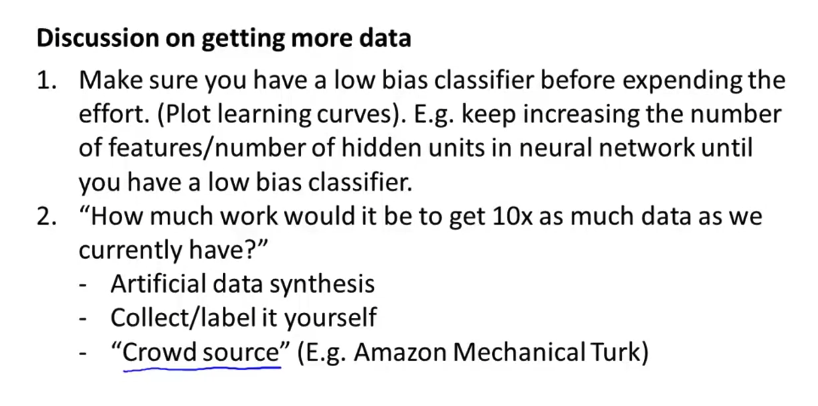 Discussion on getting more data
1. Make sure you have a low bias classifier before expending the
effort. (Plot learning curves). E.g. keep increasing the number
of features/number of hidden units in neural network until
you have a low bias classifier.
2. “How much work would it be to get 10x as much data as we
currently have?”
- Artificial data synthesis
- Collect/label it yourself
- “Crowd source” (E.g. Amazon Mechanical Turk)